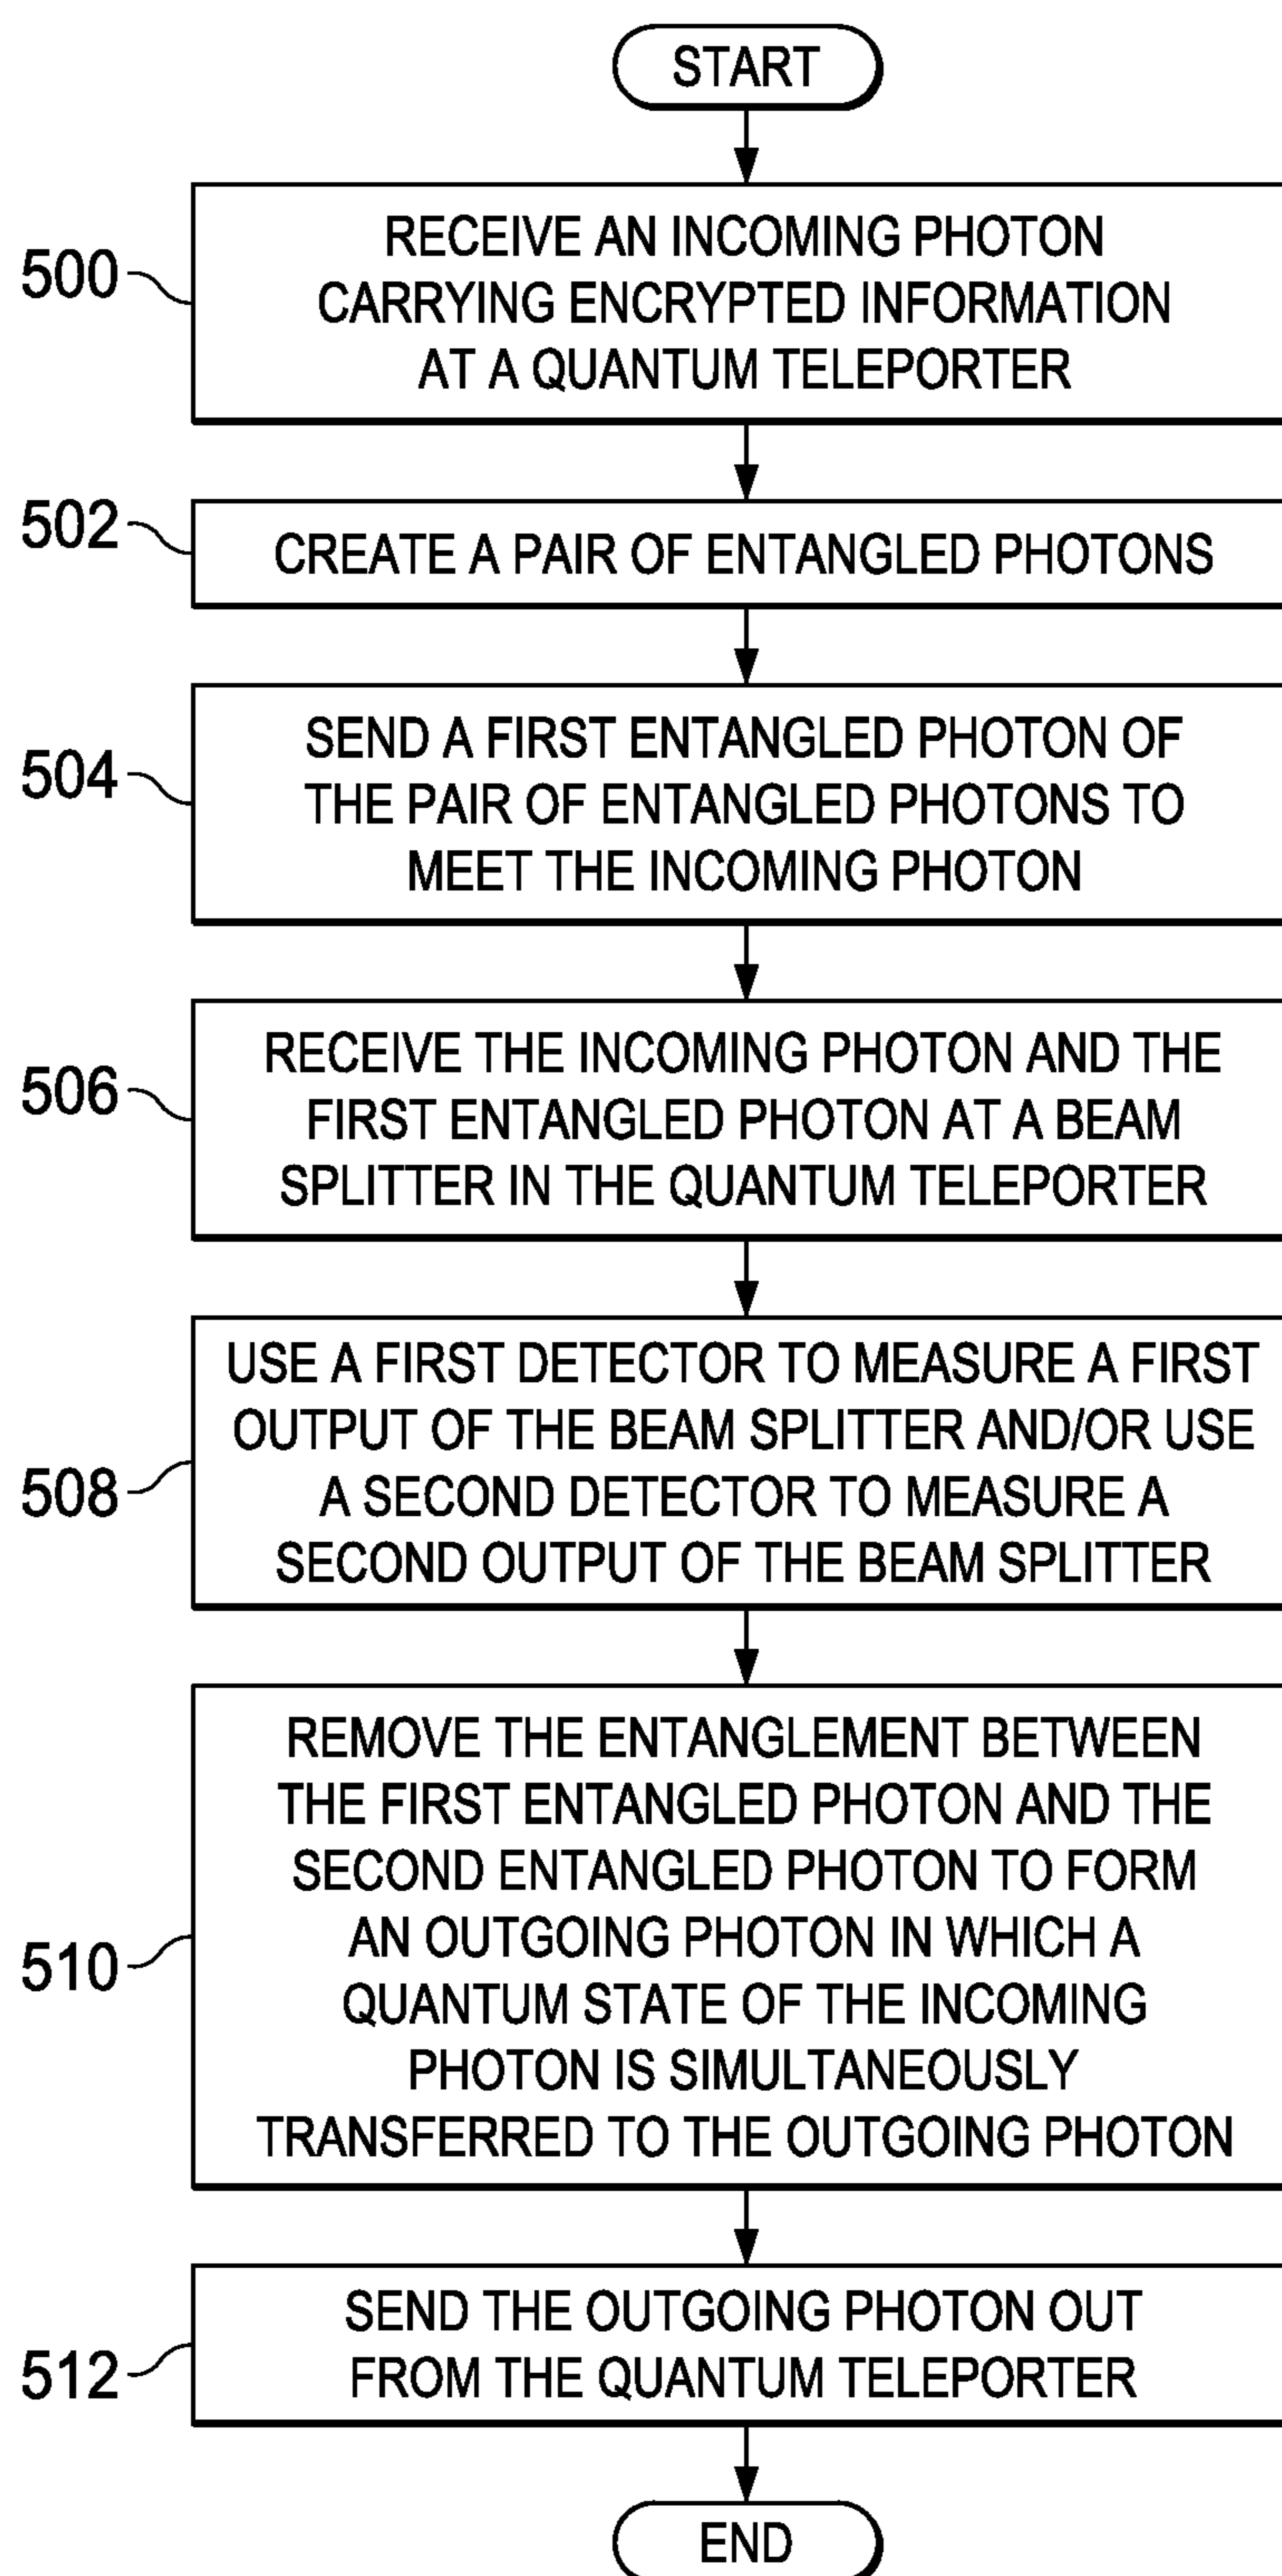 START
500
RECEIVE AN INCOMING PHOTON
CARRYING ENCRYPTED INFORMATION
AT A QUANTUM TELEPORTER
502
CREATE A PAIR OF ENTANGLED PHOTONS
504
SEND A FIRST ENTANGLED PHOTON OF
THE PAIR OF ENTANGLED PHOTONS TO
MEET THE INCOMING PHOTON
506
RECEIVE THE INCOMING PHOTON AND THE
FIRST ENTANGLED PHOTON AT A BEAM
SPLITTER IN THE QUANTUM TELEPORTER
508
USE A FIRST DETECTOR TO MEASURE A FIRST
OUTPUT OF THE BEAM SPLITTER AND/OR USE
A SECOND DETECTOR TO MEASURE A
SECOND OUTPUT OF THE BEAM SPLITTER
510
REMOVE THE ENTANGLEMENT BETWEEN
THE FIRST ENTANGLED PHOTON AND THE
SECOND ENTANGLED PHOTON TO FORM
AN OUTGOING PHOTON IN WHICH A
QUANTUM STATE OF THE INCOMING
PHOTON IS SIMULTANEOUSLY
TRANSFERRED TO THE OUTGOING PHOTON
512
SEND THE OUTGOING PHOTON OUT
FROM THE QUANTUM TELEPORTER
END